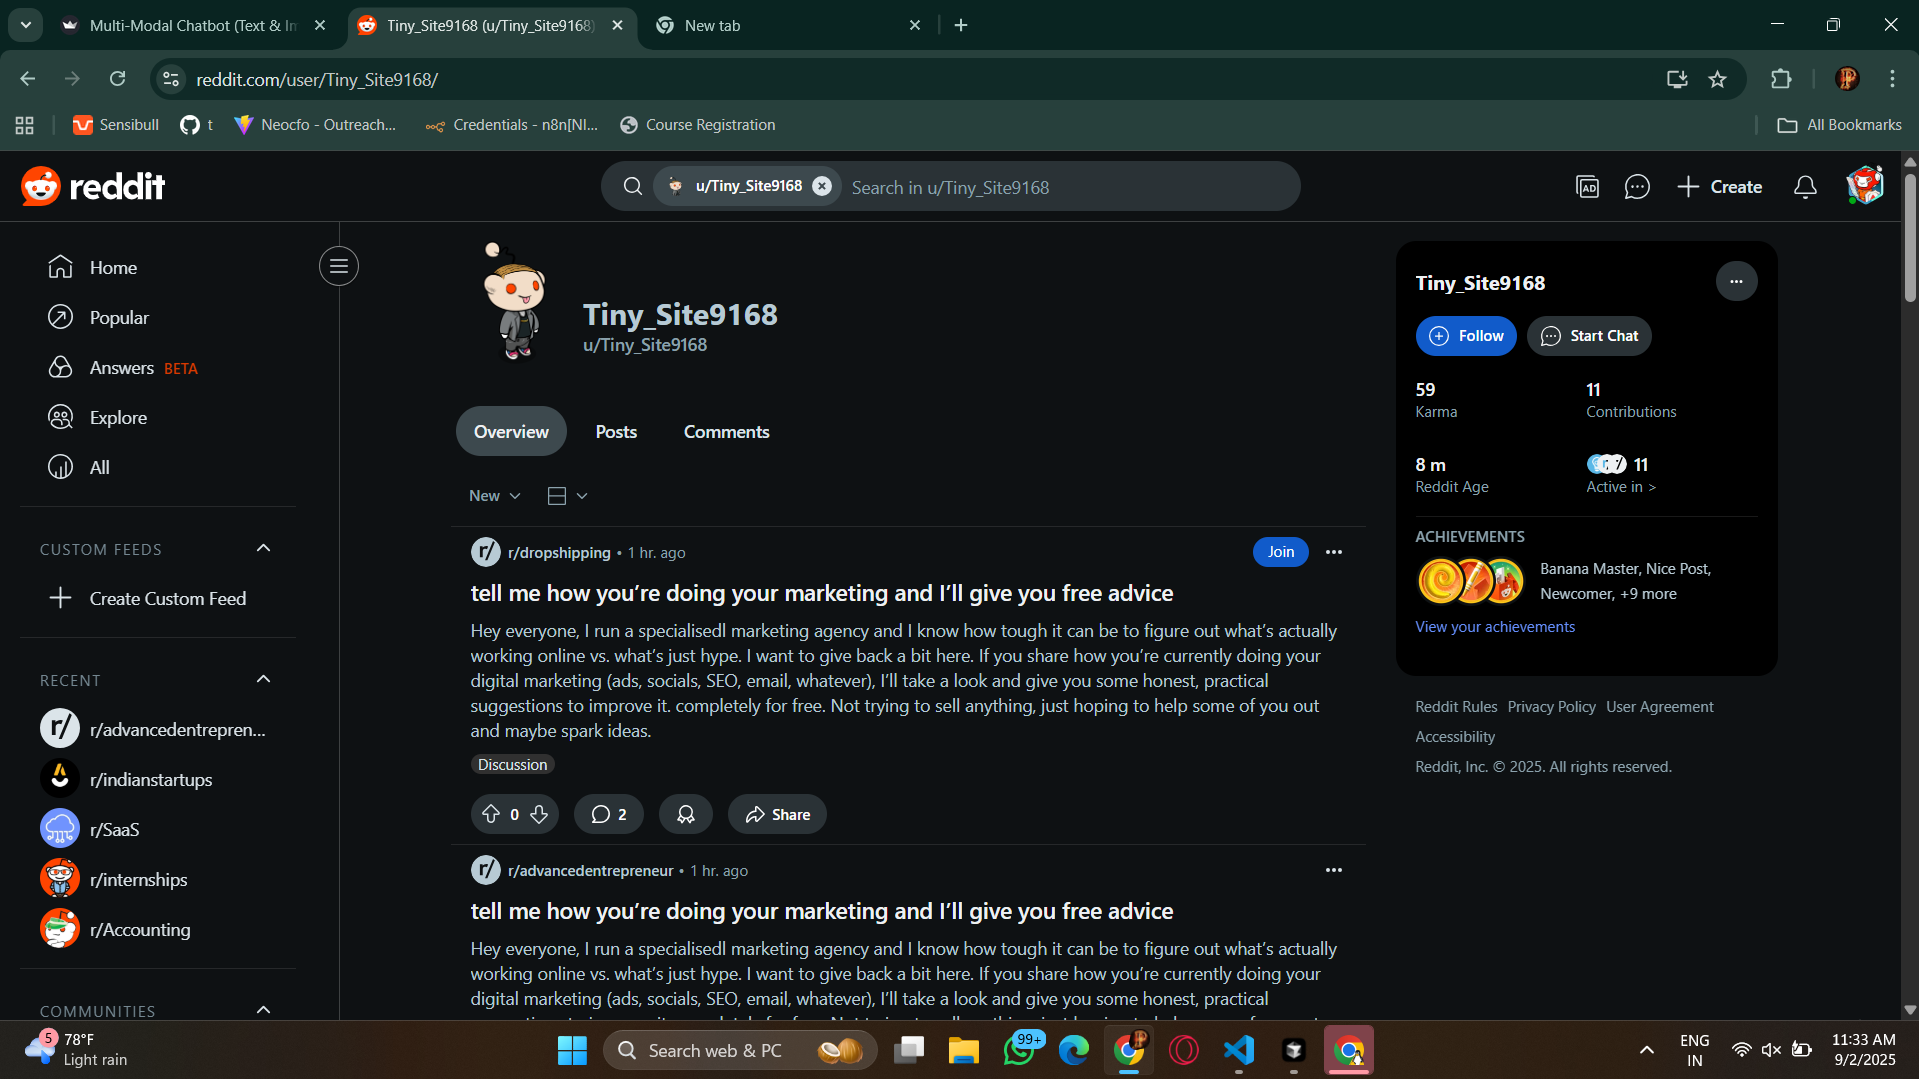 Multi-Modal Chatbot (Text & Im
Tiny_Site9168 (u/Tiny_Site9168)
New tab
reddit.com/user/Tiny_Site9168/
Sensibull
t
Neocfo - Outreach...
Credentials - n8n[NI...
Course Registration
All Bookmarks
reddit
u/Tiny_Site9168
Search in u/Tiny_Site9168
AD
Create
Home
Popular
Answers BETA
Explore
All
CUSTOM FEEDS
Create Custom Feed
RECENT
r/ r/advancedentrepren...
r/indianstartups
r/SaaS
r/internships
r/Accounting
COMMUNITIES
Tiny_Site9168
u/Tiny_Site9168
Overview Posts Comments
New
r/ r/dropshipping • 1 hr. ago
Join
tell me how you’re doing your marketing and I’ll give you free advice
Hey everyone, I run a specialisedl marketing agency and I know how tough it can be to figure out what’s actually
working online vs. what’s just hype. I want to give back a bit here. If you share how you’re currently doing your
digital marketing (ads, socials, SEO, email, whatever), I’ll take a look and give you some honest, practical
suggestions to improve it. completely for free. Not trying to sell anything, just hoping to help some of you out
and maybe spark ideas.
Discussion
0 2 Share
r/ r/advancedentrepreneur • 1 hr. ago
tell me how you’re doing your marketing and I’ll give you free advice
Hey everyone, I run a specialisedl marketing agency and I know how tough it can be to figure out what’s actually
working online vs. what’s just hype. I want to give back a bit here. If you share how you’re currently doing your
digital marketing (ads, socials, SEO, email, whatever), I’ll take a look and give you some honest, practical
Tiny_Site9168
Follow
Start Chat
59 11
Karma Contributions
8 m 11
Reddit Age Active in >
ACHIEVEMENTS
Banana Master, Nice Post,
Newcomer, +9 more
View your achievements
Reddit Rules Privacy Policy User Agreement
Accessibility
Reddit, Inc. © 2025. All rights reserved.
5
78°F
Light rain
Search web & PC
99+
ENG
IN
11:33 AM
9/2/2025